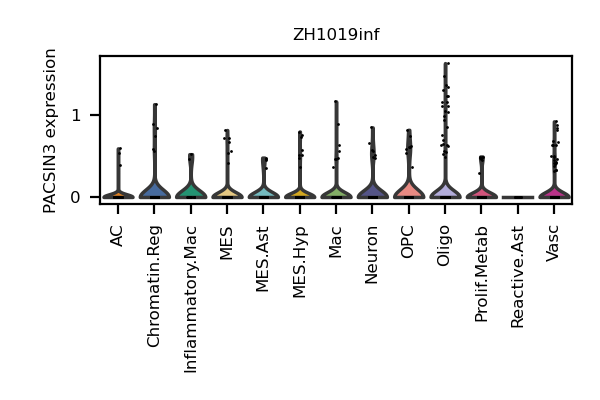 ZH1019inf
PACSIN3 expression
1
0
AC
Chromatin.Reg
Inflammatory.Mac
MES
MES.Ast
MES.Hyp
Mac
Neuron
OPC
Oligo
Prolif.Metab
Reactive.Ast
Vasc